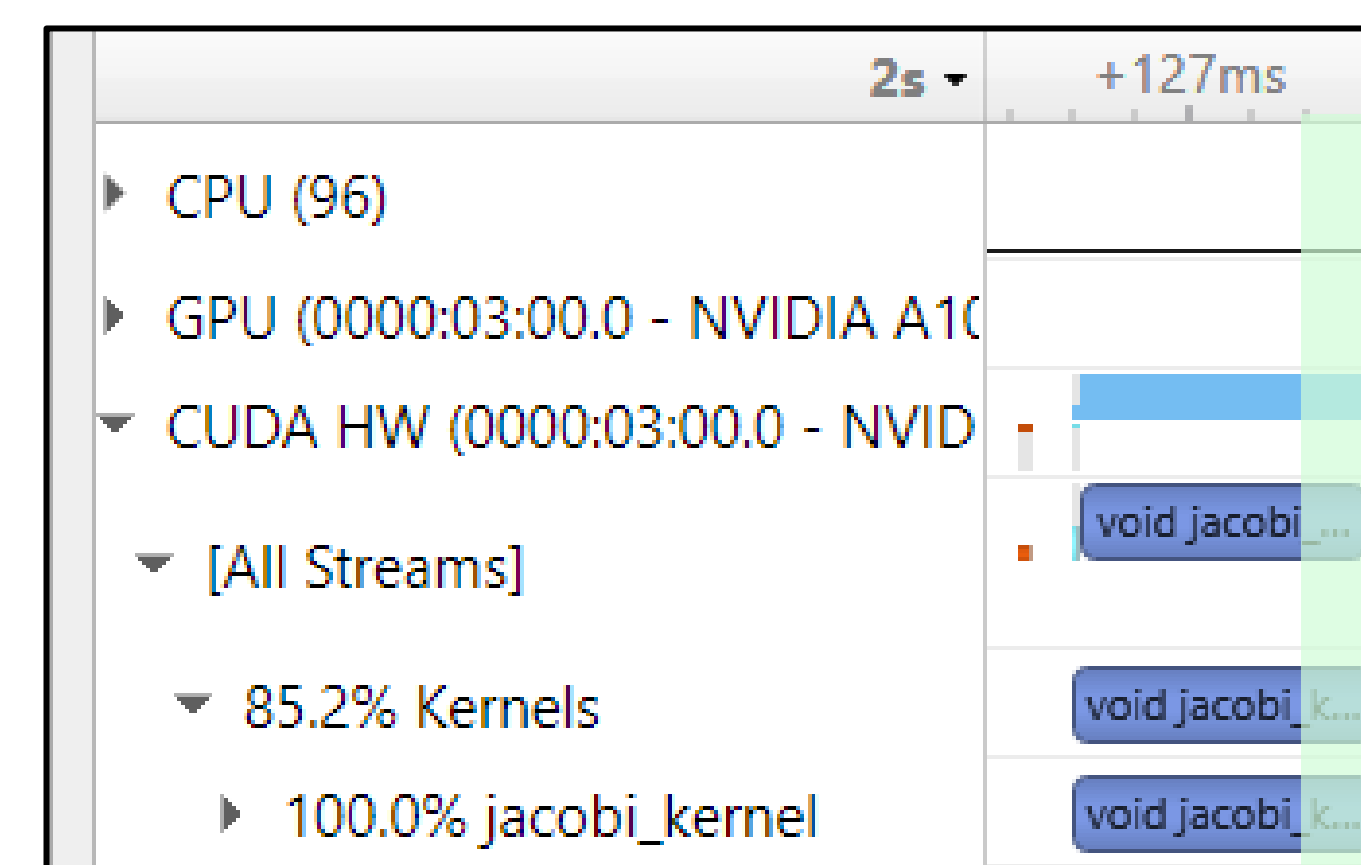 2s +127ms
CPU (96)
GPU (0000:03:00.0 - NVIDIA A10
CUDA HW (0000:03:00.0 - NVID
void jacobi_...
[All Streams]
85.2% Kernels void jacobi_k...
100.0% jacobi_kernel void jacobi_k...